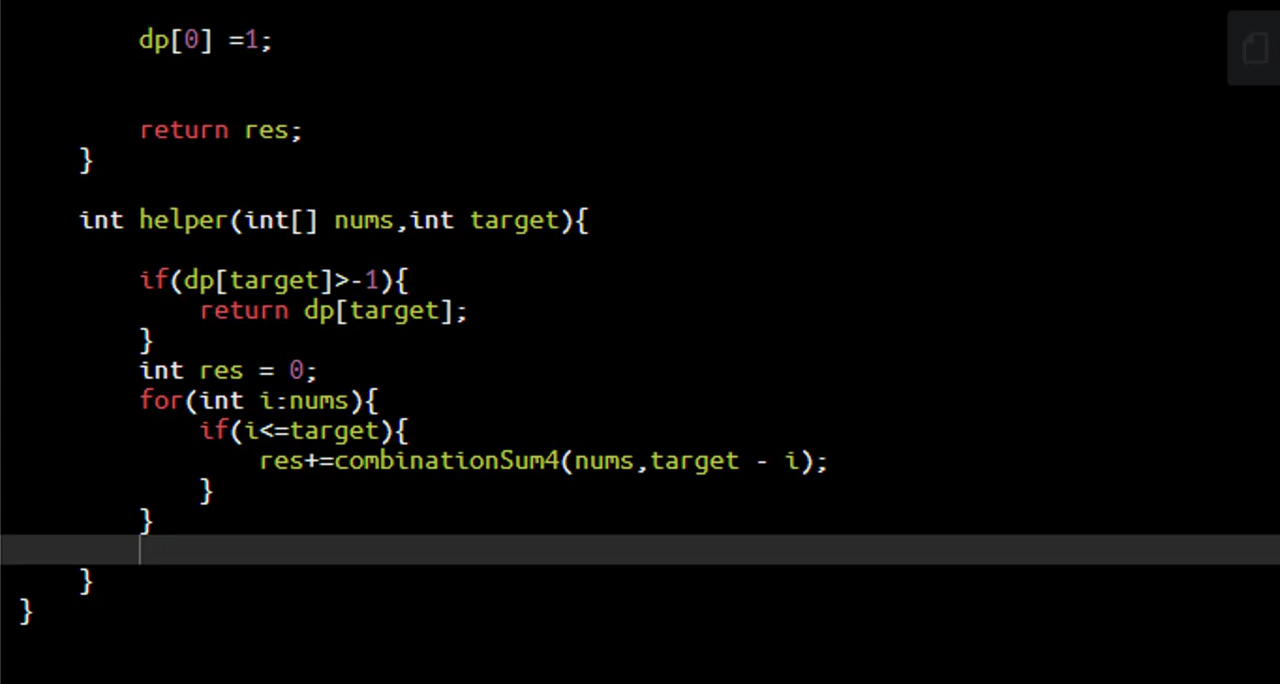 dp[0] =1;
return res;
}
int helper(int[] nums,int target){
if(dp[target]>-1){
return dp[target];
}
int res = 0;
for(int i:nums){
if(i<=target){
res+=combinationSum4(nums,target - i);
}
}
}
}